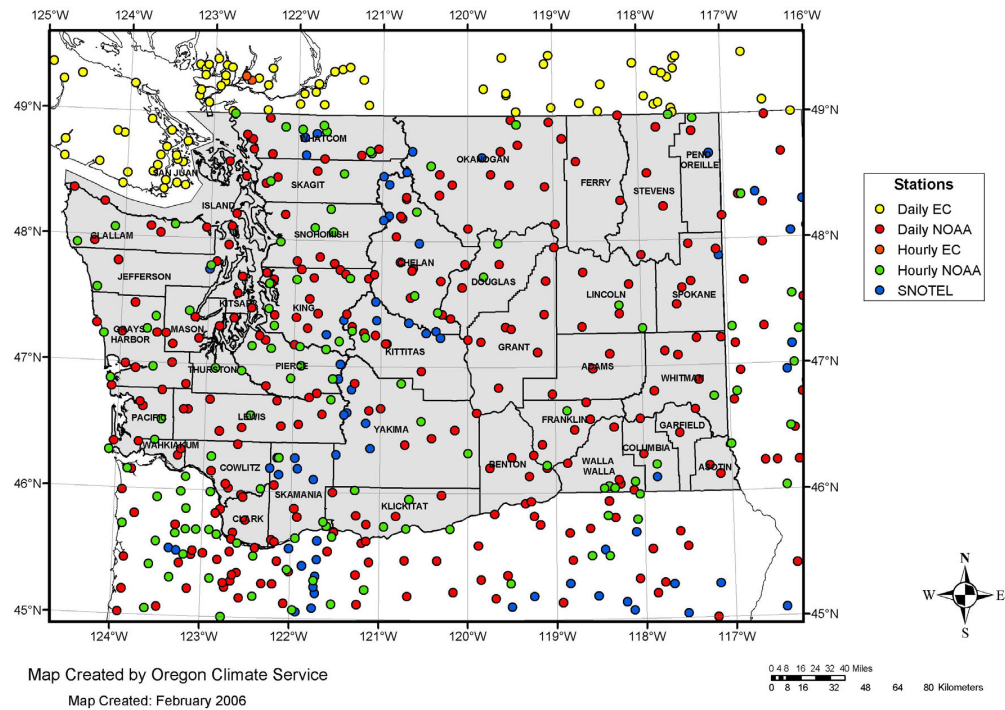 125°W 124°W 123°W 122°W 121°W 120°W 119°W 118°W 117°W 116°W
49°N 49°N
WHATCOM
OKANOGAN
PEND
OREILLE
SAN JUAN
SKAGIT
FERRY
STEVENS
ISLAND
48°N 48°N
CLALLAM
SNOHOMISH
CHELAN
JEFFERSON
DOUGLAS
LINCOLN
SPOKANE
KITSAP
KING
GRAYS
HARBOR
MASON
GRANT
KITTITAS
47°N 47°N
THURSTON
PIERCE
ADAMS
WHITMAN
PACIFIC
LEWIS
YAKIMA
FRANKLIN
GARFIELD
WAHKIAKUM
COLUMBIA
COWLITZ
BENTON
WALLA
WALLA
ASOTIN
46°N 46°N
SKAMANIA
KLICKITAT
CLARK
45°N 45°N
124°W 123°W 122°W 121°W 120°W 119°W 118°W 117°W
Stations
Daily EC
Daily NOAA
Hourly EC
Hourly NOAA
SNOTEL
N
W E
S
Map Created by Oregon Climate Service
Map Created: February 2006
0 4 8 16 24 32 40 Miles
0 8 16 32 48 64 80 Kilometers